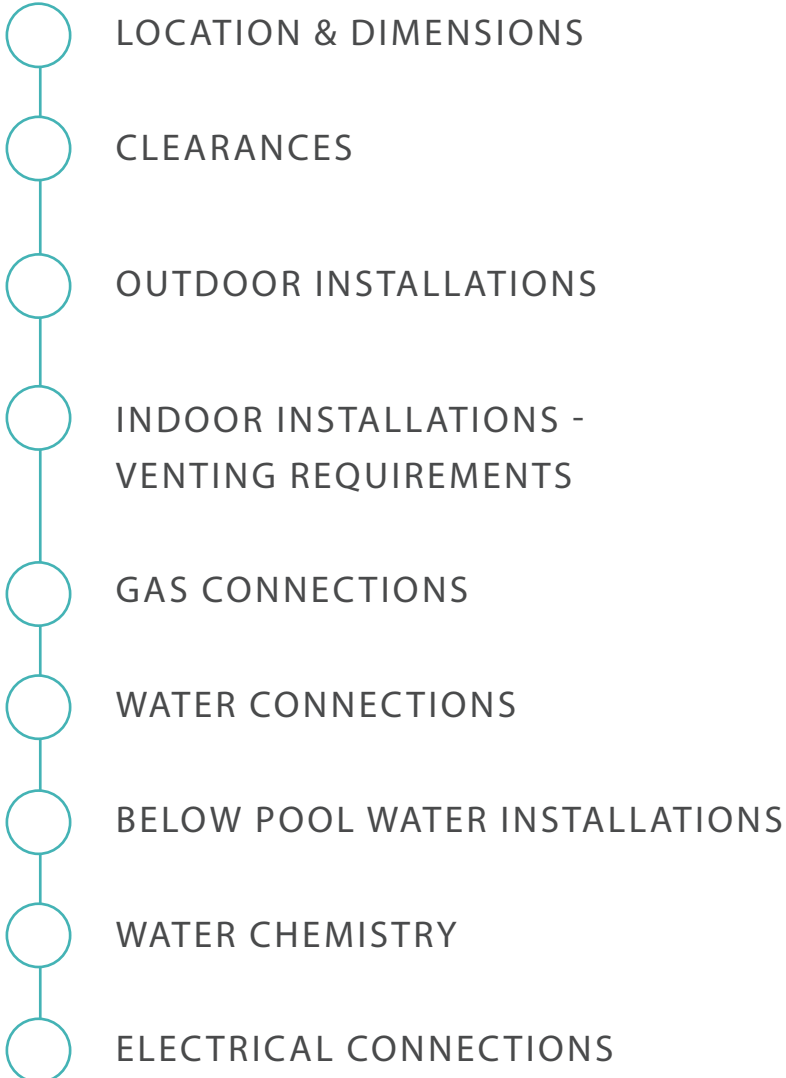 LOCATION & DIMENSIONS
CLEARANCES
OUTDOOR INSTALLATIONS
INDOOR INSTALLATIONS -
VENTING REQUIREMENTS
GAS CONNECTIONS
WATER CONNECTIONS
BELOW POOL WATER INSTALLATIONS
WATER CHEMISTRY
ELECTRICAL CONNECTIONS